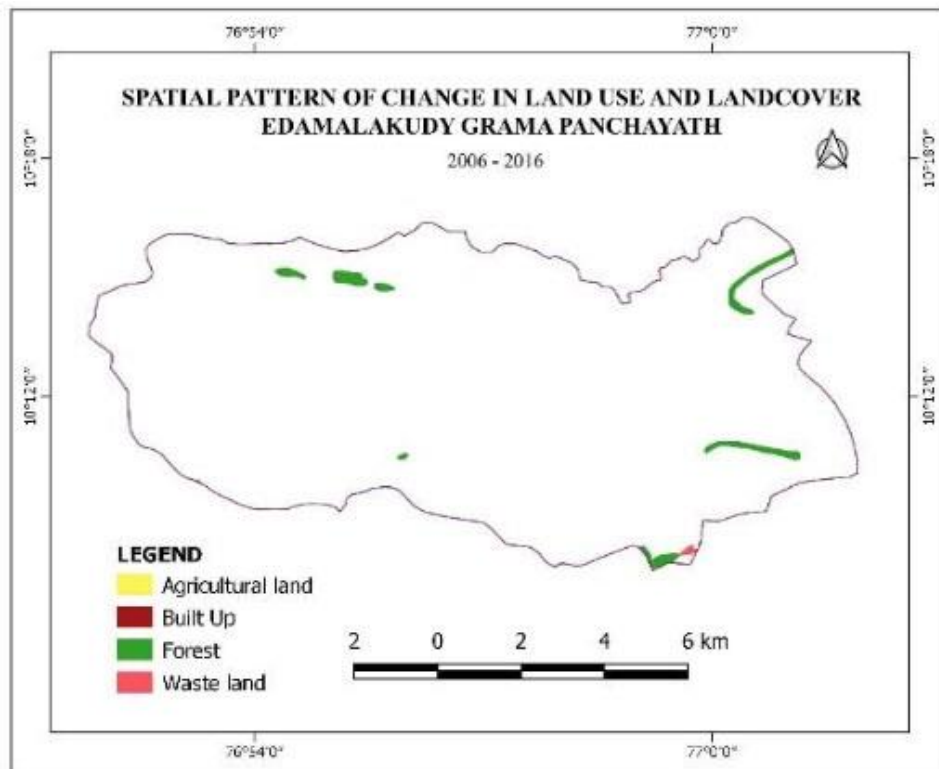 76°54'0"
77°0'0"
SPATIAL PATTERN OF CHANGE IN LAND USE AND LANDCOVER
EDAMALAKUDY GRAMA PANCHAYATH
2006 - 2016
10°18'0"
10°18'0"
10°12'0"
10°12'0"
LEGEND
Agricultural land
Built Up
Forest
Waste land
2 0 2 4 6 km
76°54'0"
77°0'0"